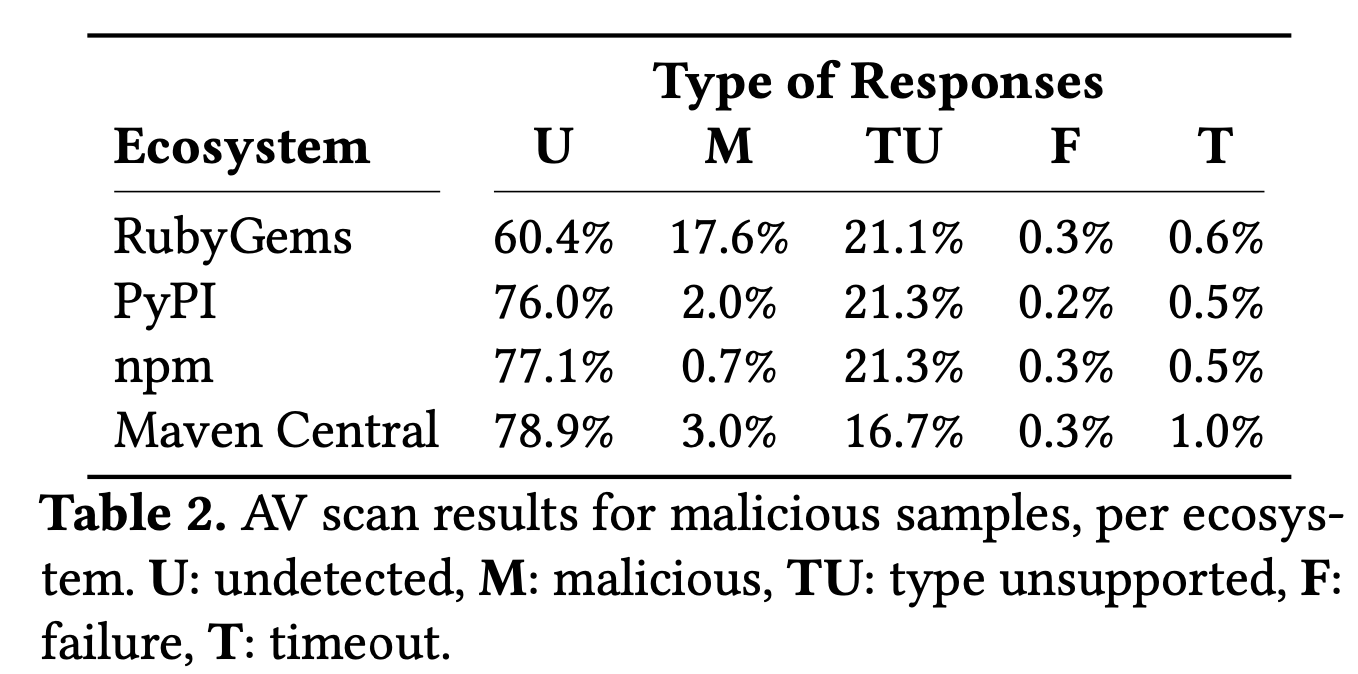 Type of Responses
Ecosystem U M TU F T
RubyGems 60.4% 17.6% 21.1% 0.3% 0.6%
PyPI 76.0% 2.0% 21.3% 0.2% 0.5%
npm 77.1% 0.7% 21.3% 0.3% 0.5%
Maven Central 78.9% 3.0% 16.7% 0.3% 1.0%
Table 2. AV scan results for malicious samples, per ecosys-
tem. U: undetected, M: malicious, TU: type unsupported, F:
failure, T: timeout.